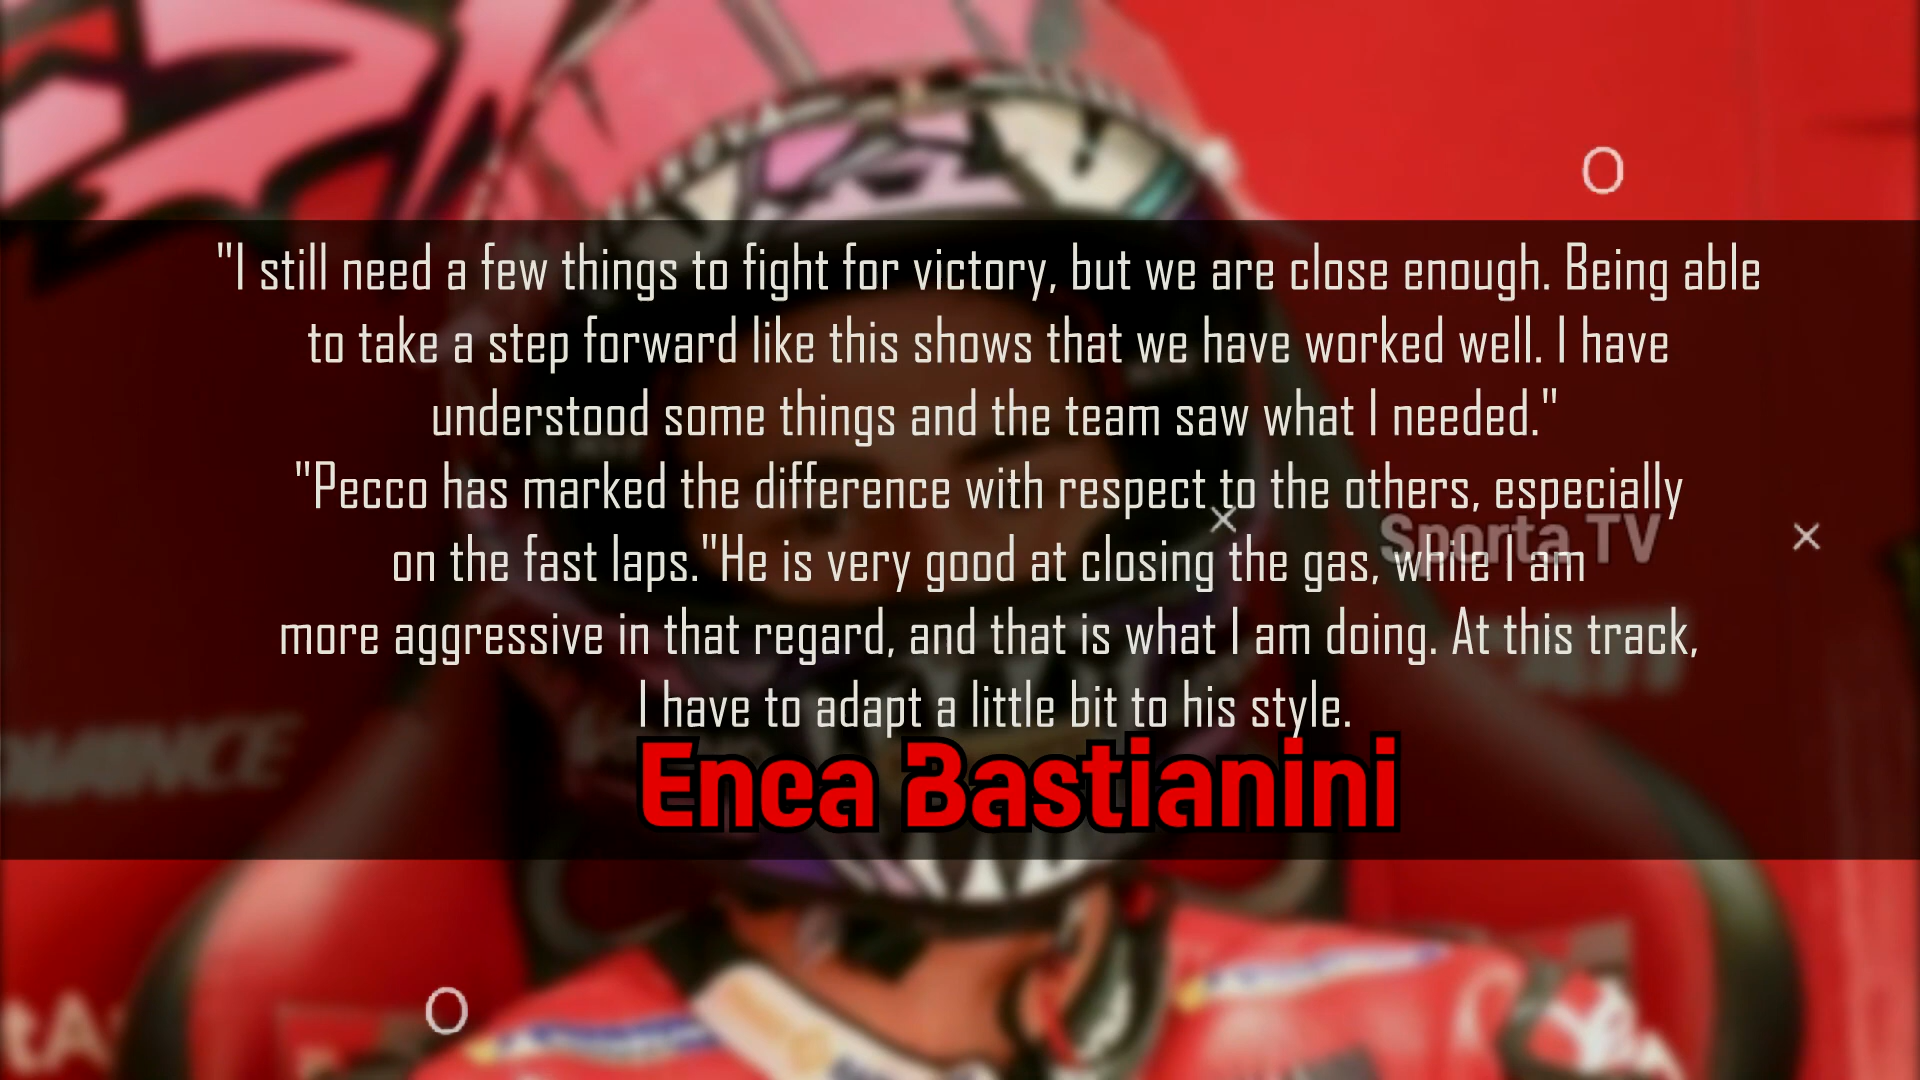 "I still need a few things to fight for victory, but we are close enough. Being able
to take a step forward like this shows that we have worked well. I have
understood some things and the team saw what I needed."
"Pecco has marked the difference with respect to the others, especially
on the fast laps."He is very good at closing the gas, while I am
Sporta TV
more aggressive in that regard, and that is what I am doing. At this track,
I have to adapt a little bit to his style.
Enea Bastianini